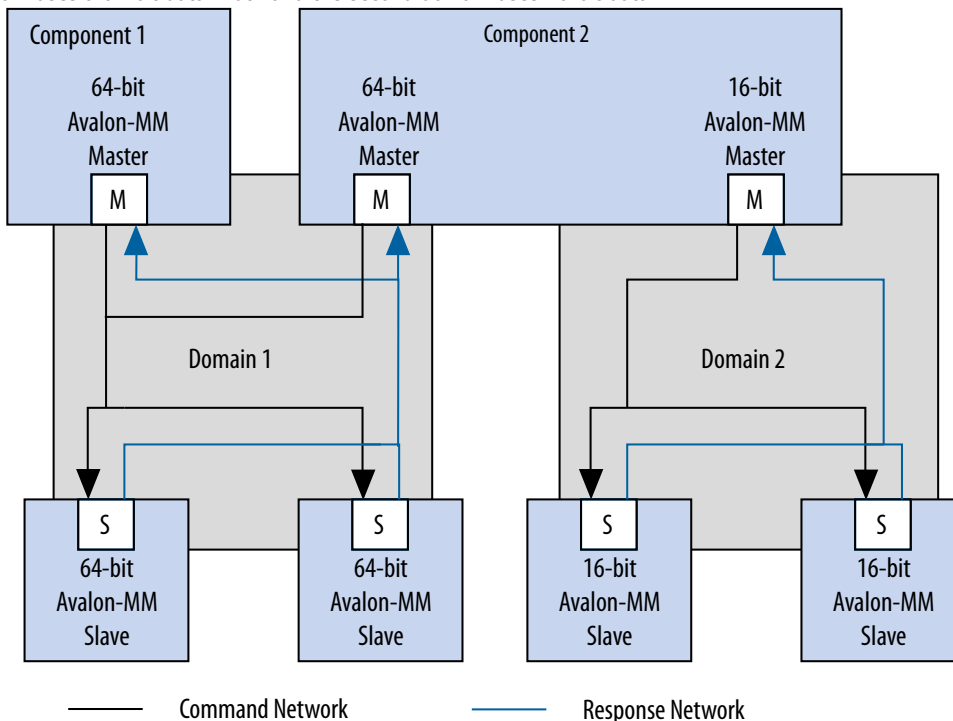 Component 1
Component 2
64-bit
Avalon-MM
Master
64-bit
Avalon-MM
Master
16-bit
Avalon-MM
Master
M
M
M
Domain 1
Domain 2
S
S
S
S
64-bit
Avalon-MM
Slave
64-bit
Avalon-MM
Slave
16-bit
Avalon-MM
Slave
16-bit
Avalon-MM
Slave
Command Network
Response Network